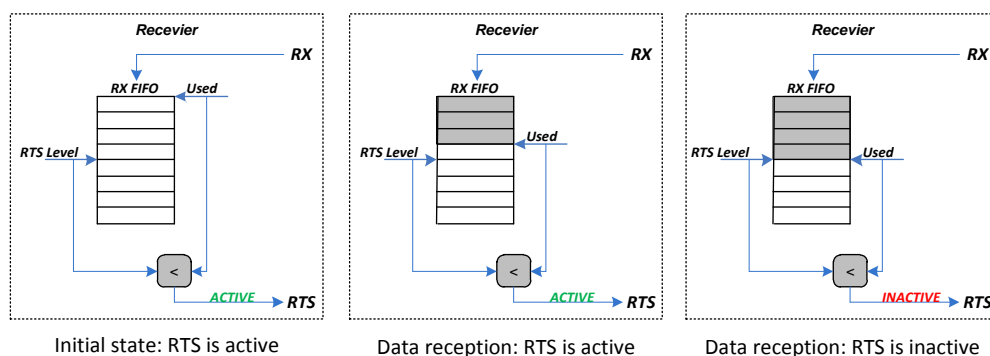 Recevier
RX
RX FIFO
Used
RTS Level
<
ACTIVE
RTS
Initial state: RTS is active
Recevier
RX
RX FIFO
Used
RTS Level
<
ACTIVE
RTS
Data reception: RTS is active
Recevier
RX
RX FIFO
Used
RTS Level
<
INACTIVE
RTS
Data reception: RTS is inactive